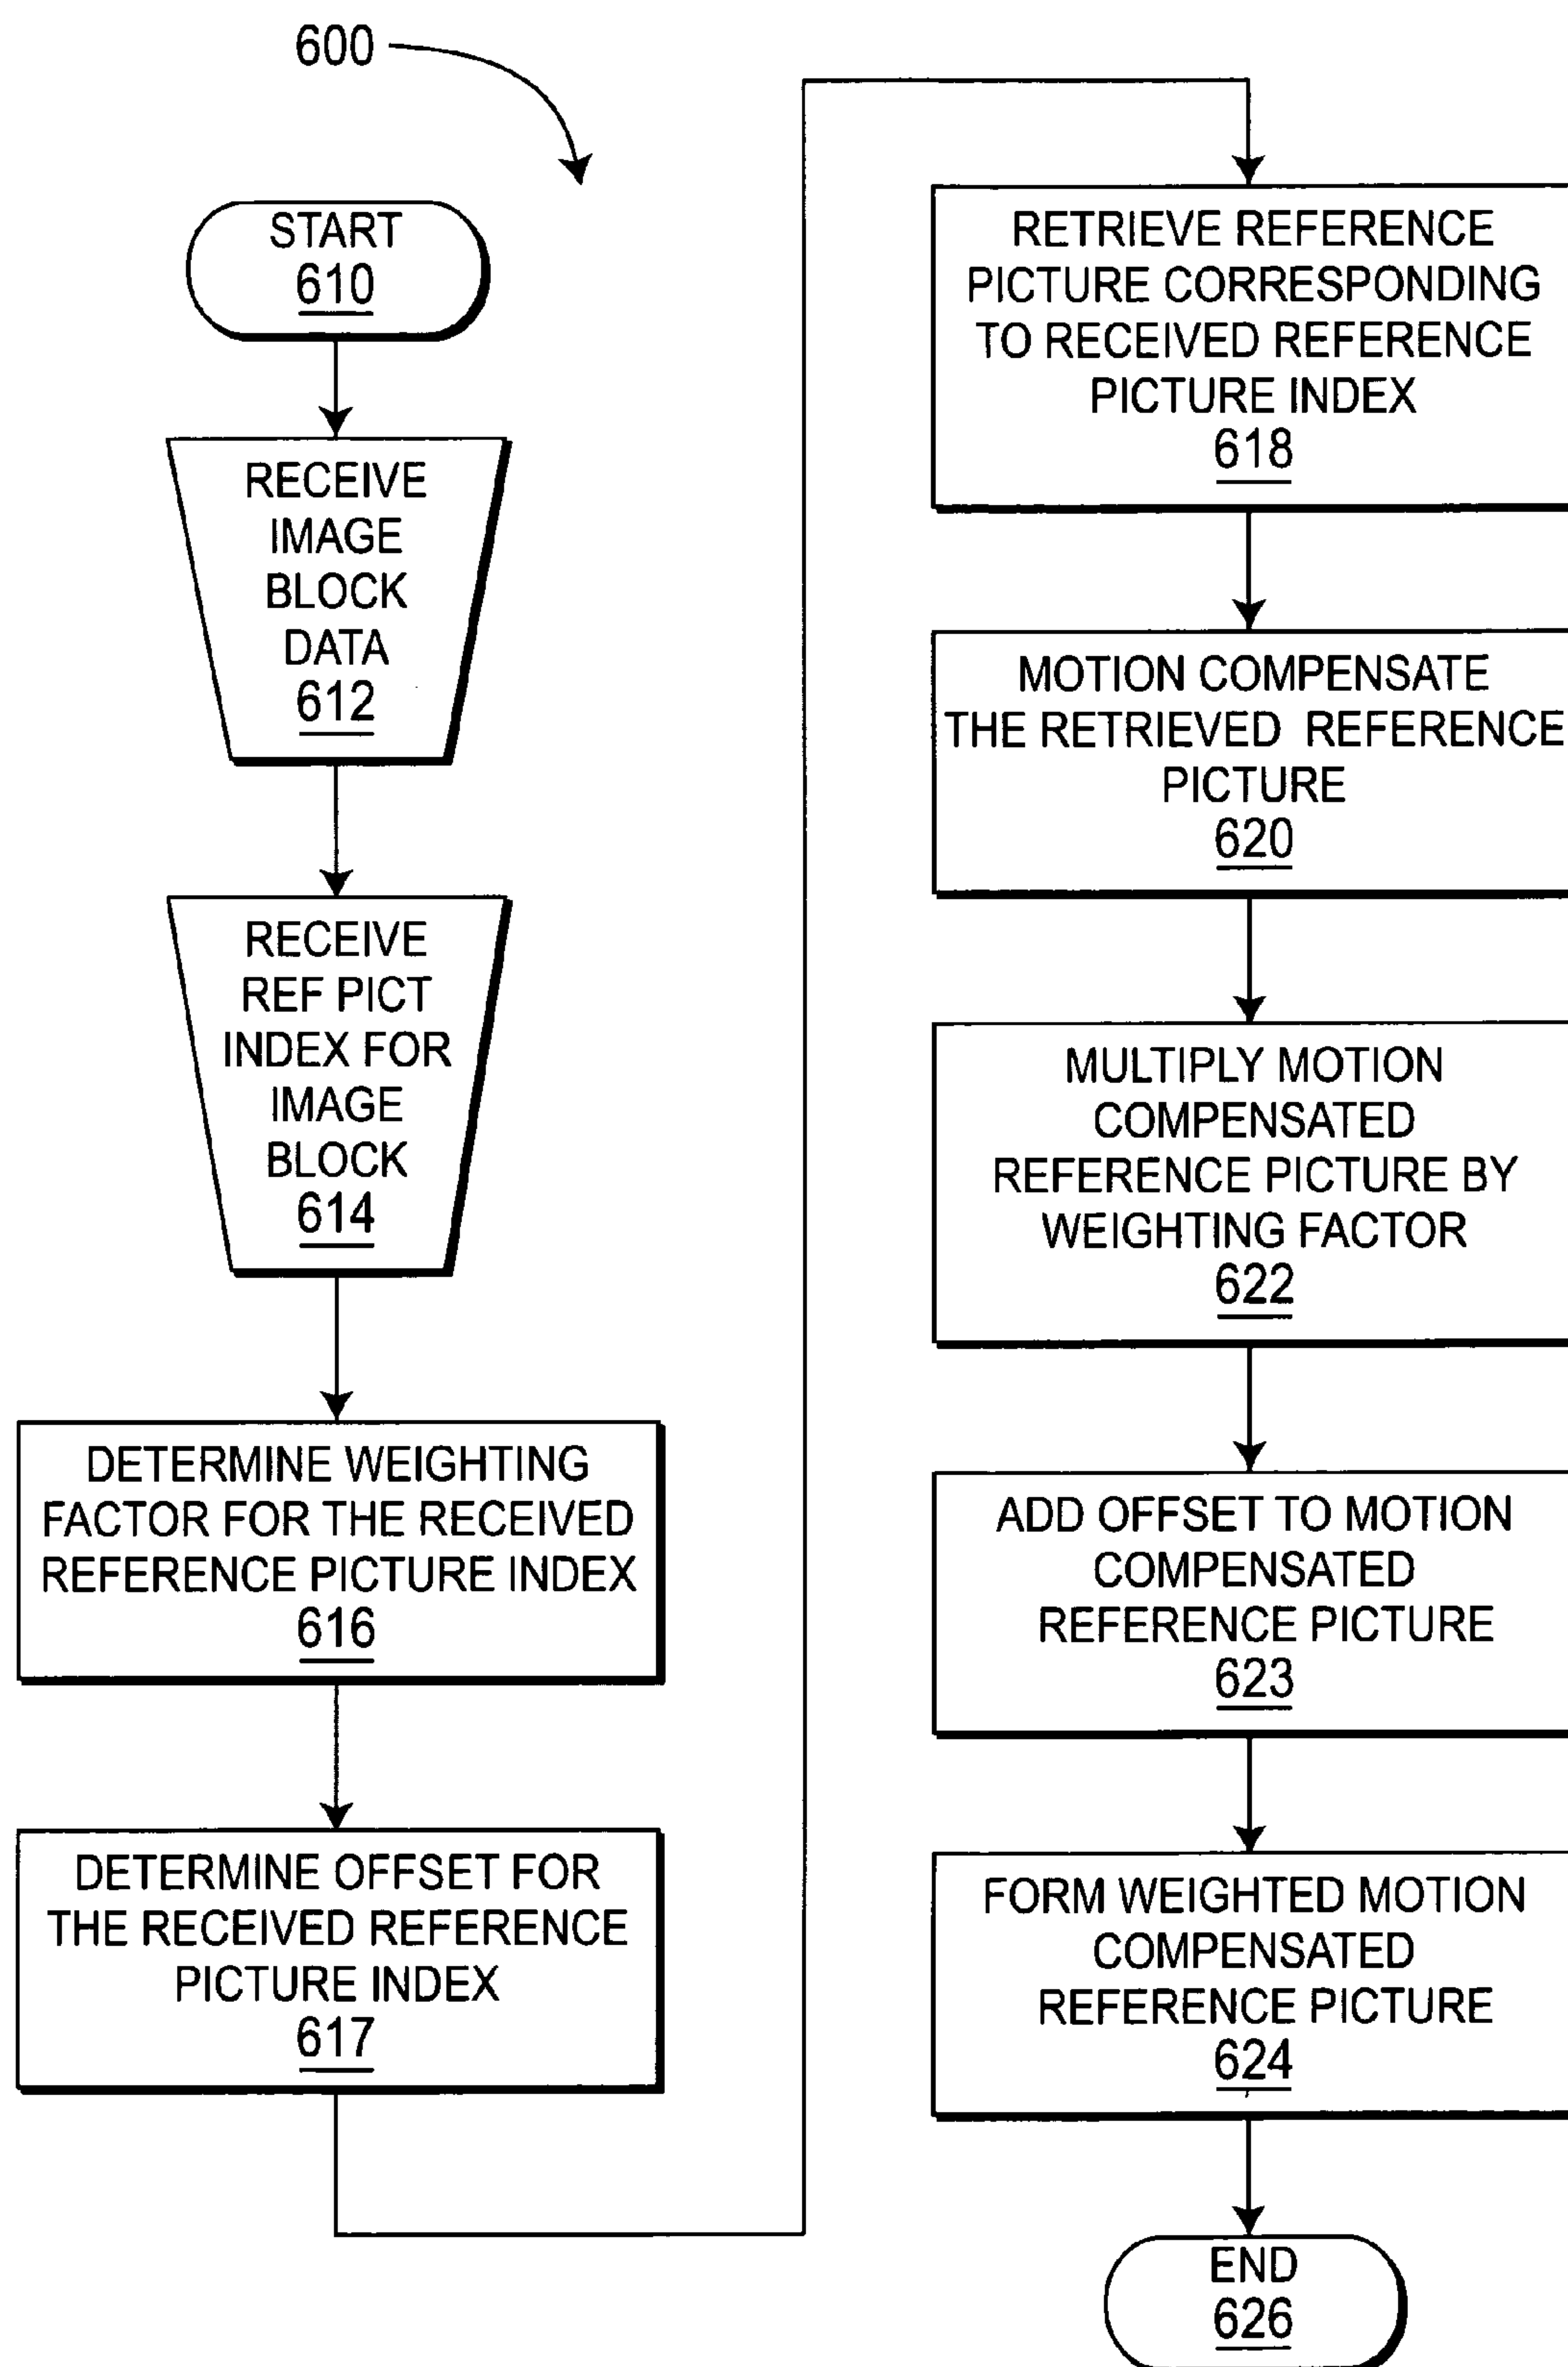 600
START
610
RECEIVE
IMAGE
BLOCK
DATA
612
RECEIVE
REF PICT
INDEX FOR
IMAGE
BLOCK
614
DETERMINE WEIGHTING
FACTOR FOR THE RECEIVED
REFERENCE PICTURE INDEX
616
DETERMINE OFFSET FOR
THE RECEIVED REFERENCE
PICTURE INDEX
617
RETRIEVE REFERENCE
PICTURE CORRESPONDING
TO RECEIVED REFERENCE
PICTURE INDEX
618
MOTION COMPENSATE
THE RETRIEVED REFERENCE
PICTURE
620
MULTIPLY MOTION
COMPENSATED
REFERENCE PICTURE BY
WEIGHTING FACTOR
622
ADD OFFSET TO MOTION
COMPENSATED
REFERENCE PICTURE
623
FORM WEIGHTED MOTION
COMPENSATED
REFERENCE PICTURE
624
END
626